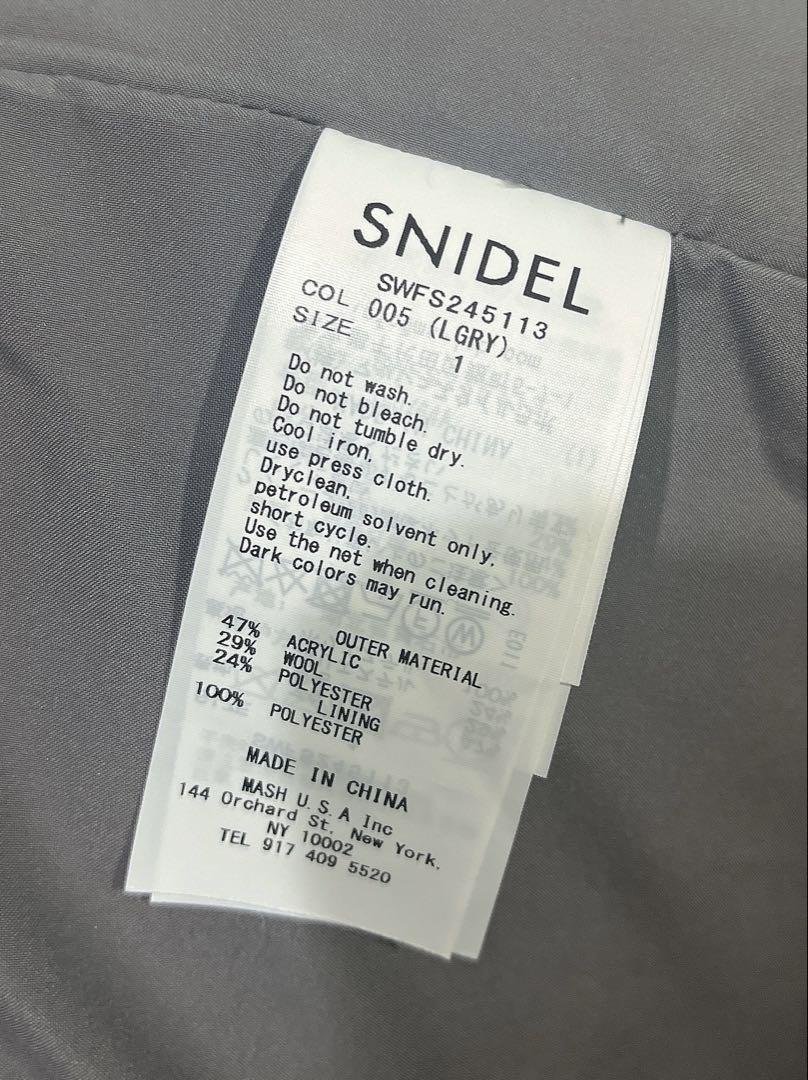 SNIDEL
SWFS245113
COL 005 (LGRY)
SIZE 1
Do not wash.
Do not bleach.
Do not tumble dry.
Cool iron,
use press cloth.
Dryclean,
petroleum solvent only,
short cycle.
Use the net when cleaning.
Dark colors may run.
OUTER MATERIAL
47% ACRYLIC
29% WOOL
24% POLYESTER
LINING
100% POLYESTER
MADE IN CHINA
MASH U.S.A Inc
144 Orchard St, New York,
NY 10002
TEL 917 409 5520